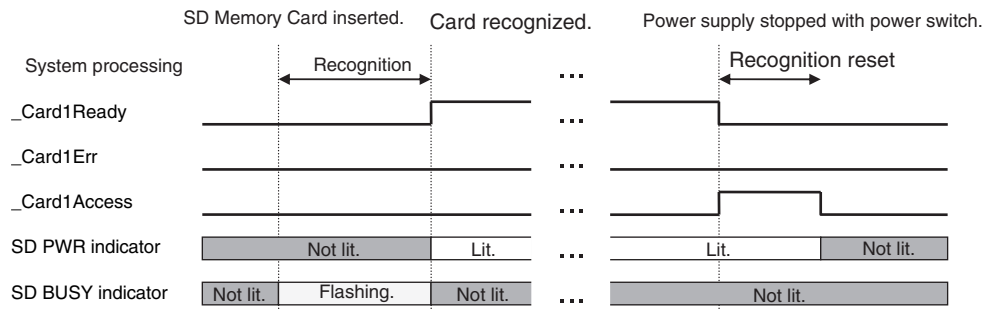 SD Memory Card inserted. Card recognized. Power supply stopped with power switch.
System processing Recognition ... Recognition reset
_Card1Ready ...
_Card1Err ...
_Card1Access ...
SD PWR indicator Not lit. Lit. ... Lit. Not lit.
SD BUSY indicator Not lit. Flashing. Not lit. ... Not lit.